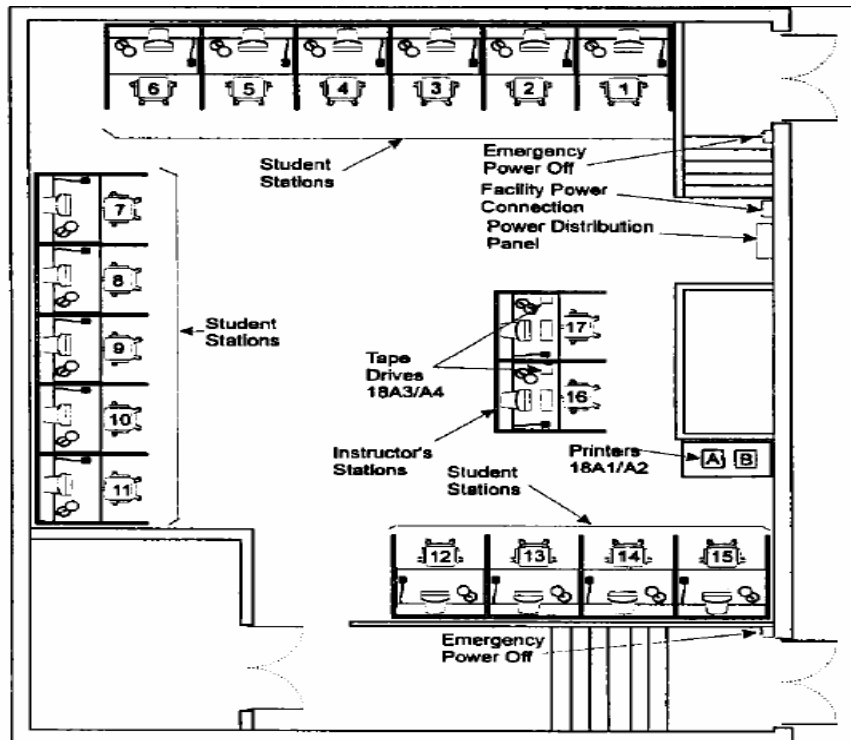 6 5 4 3 2 1
Student
Stations
Emergency
Power Off
Facility Power
Connection
Power Distribution
Panel
7
8
9
10
11
Student
Stations
17
16
Tape
Drives
18A3/A4
Instructor's
Stations
Printers
18A1/A2
A B
Student
Stations
12 13 14 15
Emergency
Power Off